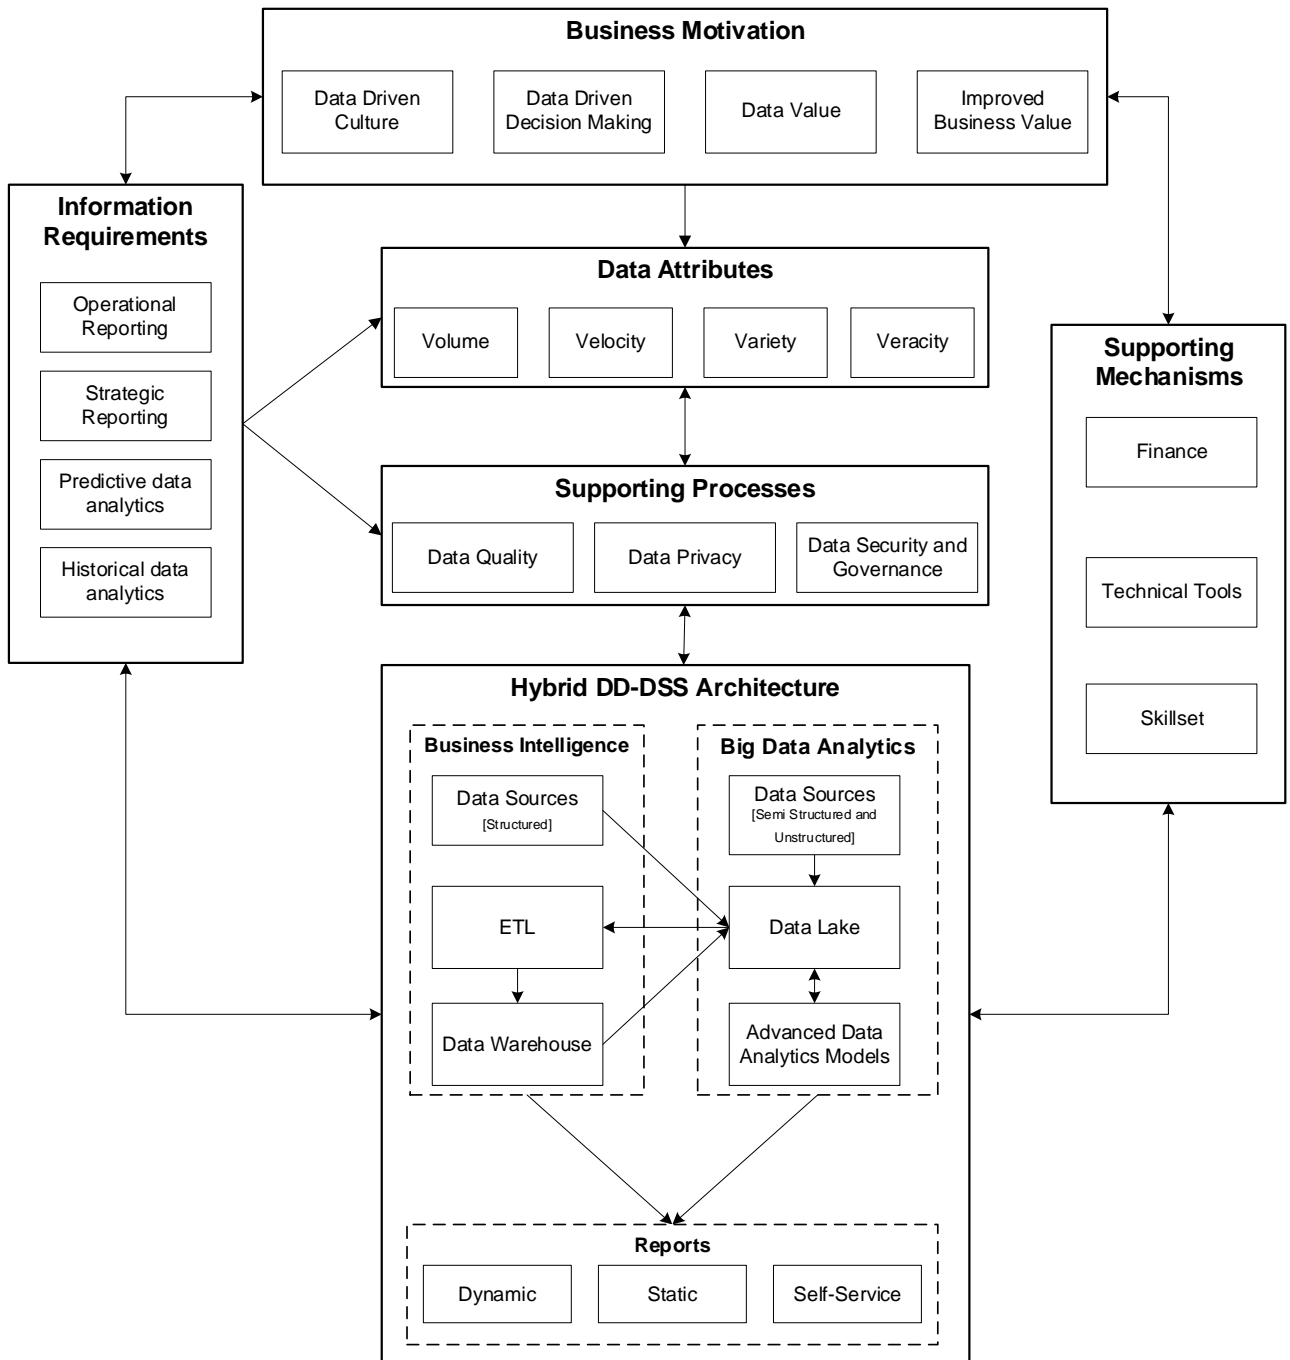 Business Motivation
Data Driven
Culture
Data Driven
Decision Making
Data Value
Improved
Business Value
Information
Requirements
Operational
Reporting
Strategic
Reporting
Predictive data
analytics
Historical data
analytics
Data Attributes
Volume
Velocity
Variety
Veracity
Supporting Processes
Data Quality
Data Privacy
Data Security and
Governance
Supporting
Mechanisms
Finance
Technical Tools
Skillset
Hybrid DD-DSS Architecture
Business Intelligence
Data Sources
[Structured]
ETL
Data Warehouse
Big Data Analytics
Data Sources
[Semi Structured and
Unstructured]
Data Lake
Advanced Data
Analytics Models
Reports
Dynamic
Static
Self-Service